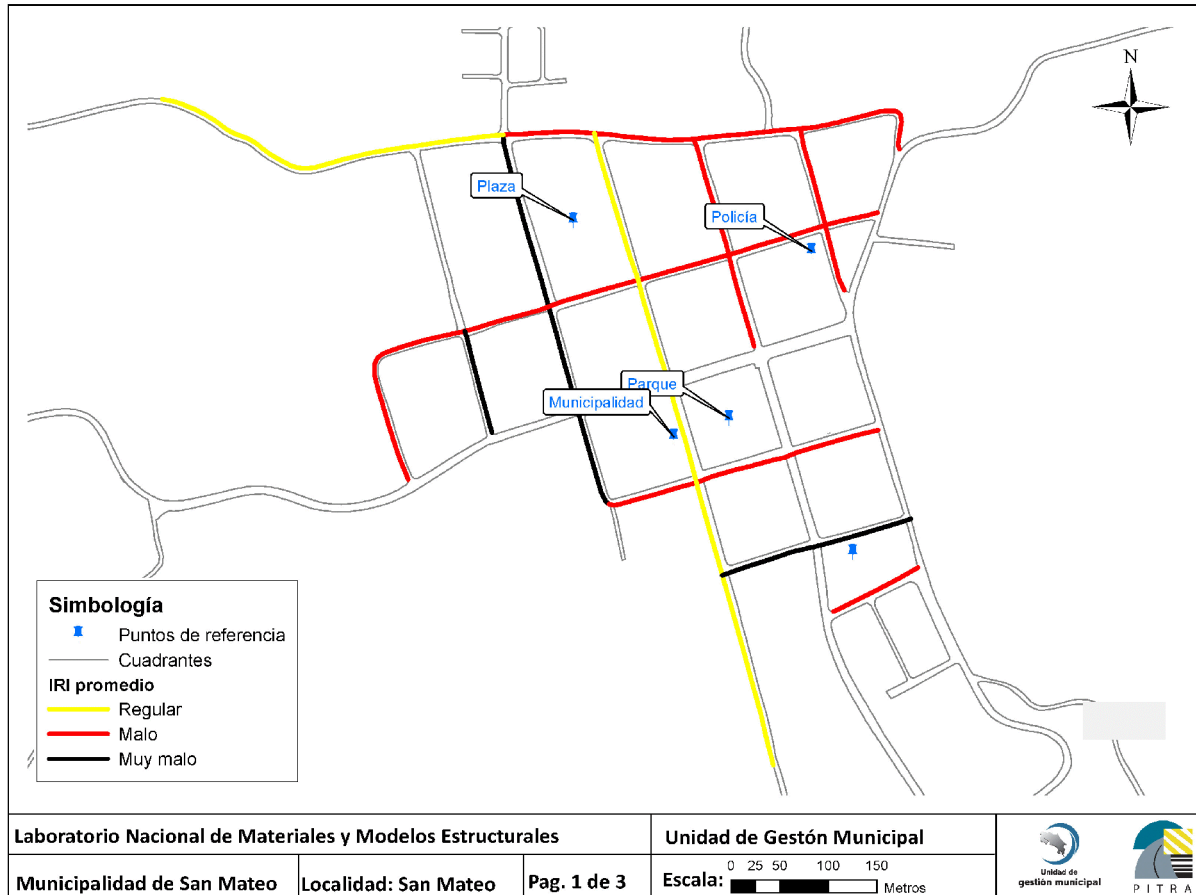 N
Plaza
Policía
Parque
Municipalidad
Simbología
Puntos de referencia
Cuadrantes
IRI promedio
Regular
Malo
Muy malo
Laboratorio Nacional de Materiales y Modelos Estructurales
Unidad de Gestión Municipal
Municipalidad de San Mateo
Localidad: San Mateo
Pag. 1 de 3
Escala:
0 25 50 100 150
Metros
Unidad de
gestión municipal
PITRA